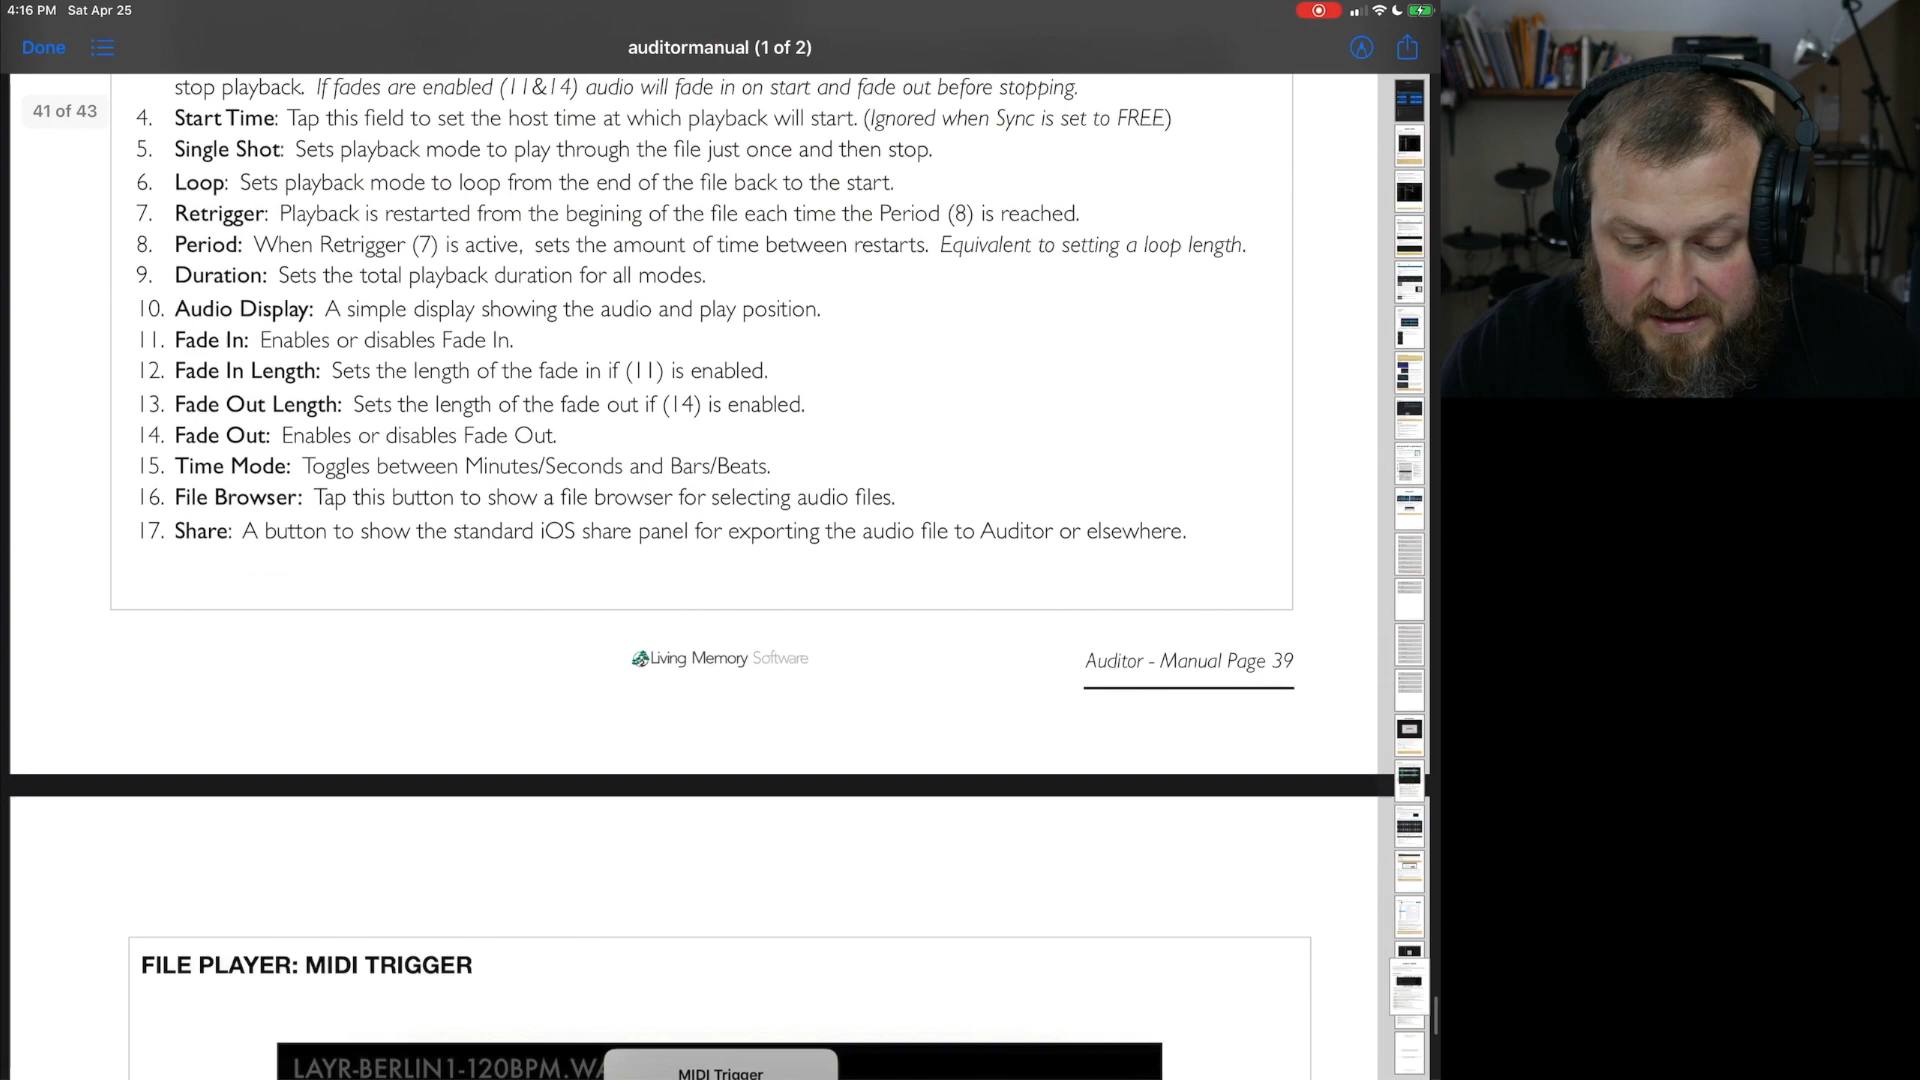 4:16 PM Sat Apr 25
Done
auditormanual (1 of 2)
41 of 43
stop playback. If fades are enabled (11&14) audio will fade in on start and fade out before stopping.
4. Start Time: Tap this field to set the host time at which playback will start. (Ignored when Sync is set to FREE)
5. Single Shot: Sets playback mode to play through the file just once and then stop.
6. Loop: Sets playback mode to loop from the end of the file back to the start.
7. Retrigger: Playback is restarted from the begining of the file each time the Period (8) is reached.
8. Period: When Retrigger (7) is active, sets the amount of time between restarts. Equivalent to setting a loop length.
9. Duration: Sets the total playback duration for all modes.
10. Audio Display: A simple display showing the audio and play position.
11. Fade In: Enables or disables Fade In.
12. Fade In Length: Sets the length of the fade in if (11) is enabled.
13. Fade Out Length: Sets the length of the fade out if (14) is enabled.
14. Fade Out: Enables or disables Fade Out.
15. Time Mode: Toggles between Minutes/Seconds and Bars/Beats.
16. File Browser: Tap this button to show a file browser for selecting audio files.
17. Share: A button to show the standard iOS share panel for exporting the audio file to Auditor or elsewhere.
Living Memory Software
Auditor - Manual Page 39
FILE PLAYER: MIDI TRIGGER
LAYR-BERLIN1-120BPM.WA
MIDI Trigger